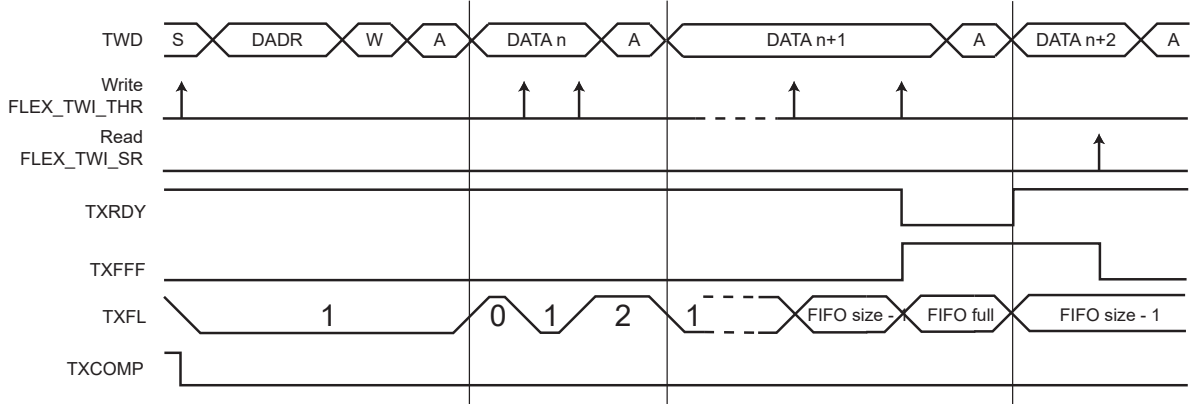 TWD S DADR W A DATA n A DATA n+1 A DATA n+2 A
Write
FLEX_TWI_THR
Read
FLEX_TWI_SR
TXRDY
TXFFF
TXFL 1 0 1 2 1 FIFO size - 1 FIFO full FIFO size - 1
TXCOMP